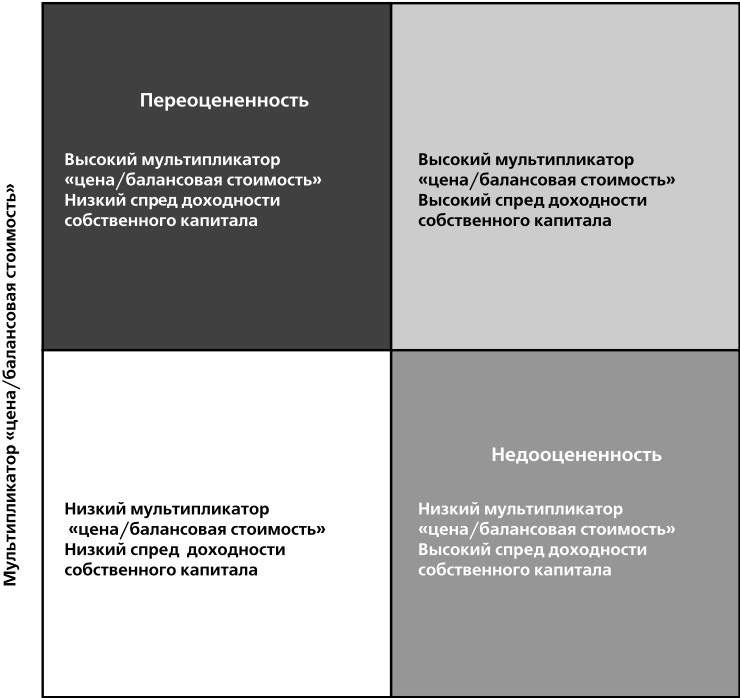 Мультипликатор «цена/балансовая стоимость»
Переоцененность
Высокий мультипликатор
«цена/балансовая стоимость»
Низкий спред доходности
собственного капитала
Высокий мультипликатор
«цена/балансовая стоимость»
Высокий спред доходности
собственного капитала
Низкий мультипликатор
«цена/балансовая стоимость»
Низкий спред доходности
собственного капитала
Недооцененность
Низкий мультипликатор
«цена/балансовая стоимость»
Высокий спред доходности
собственного капитала